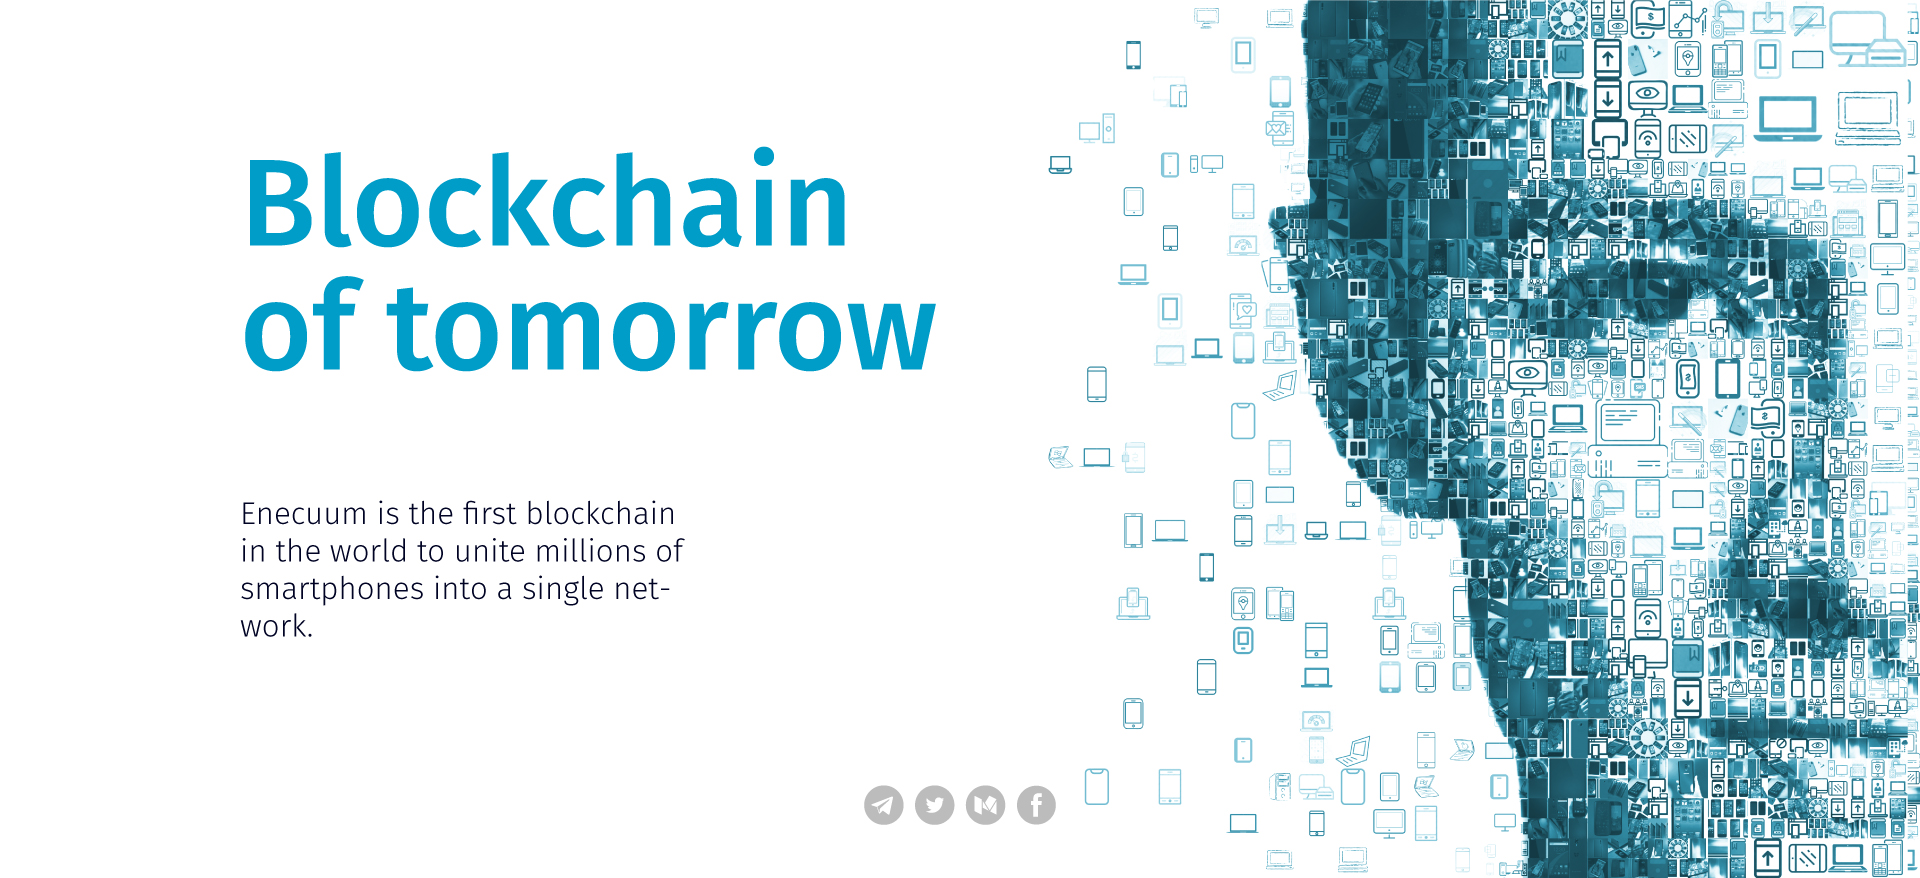 Blockchain
of tomorrow
Enecuum is the first blockchain
in the world to unite millions of
smartphones into a single net-
work.